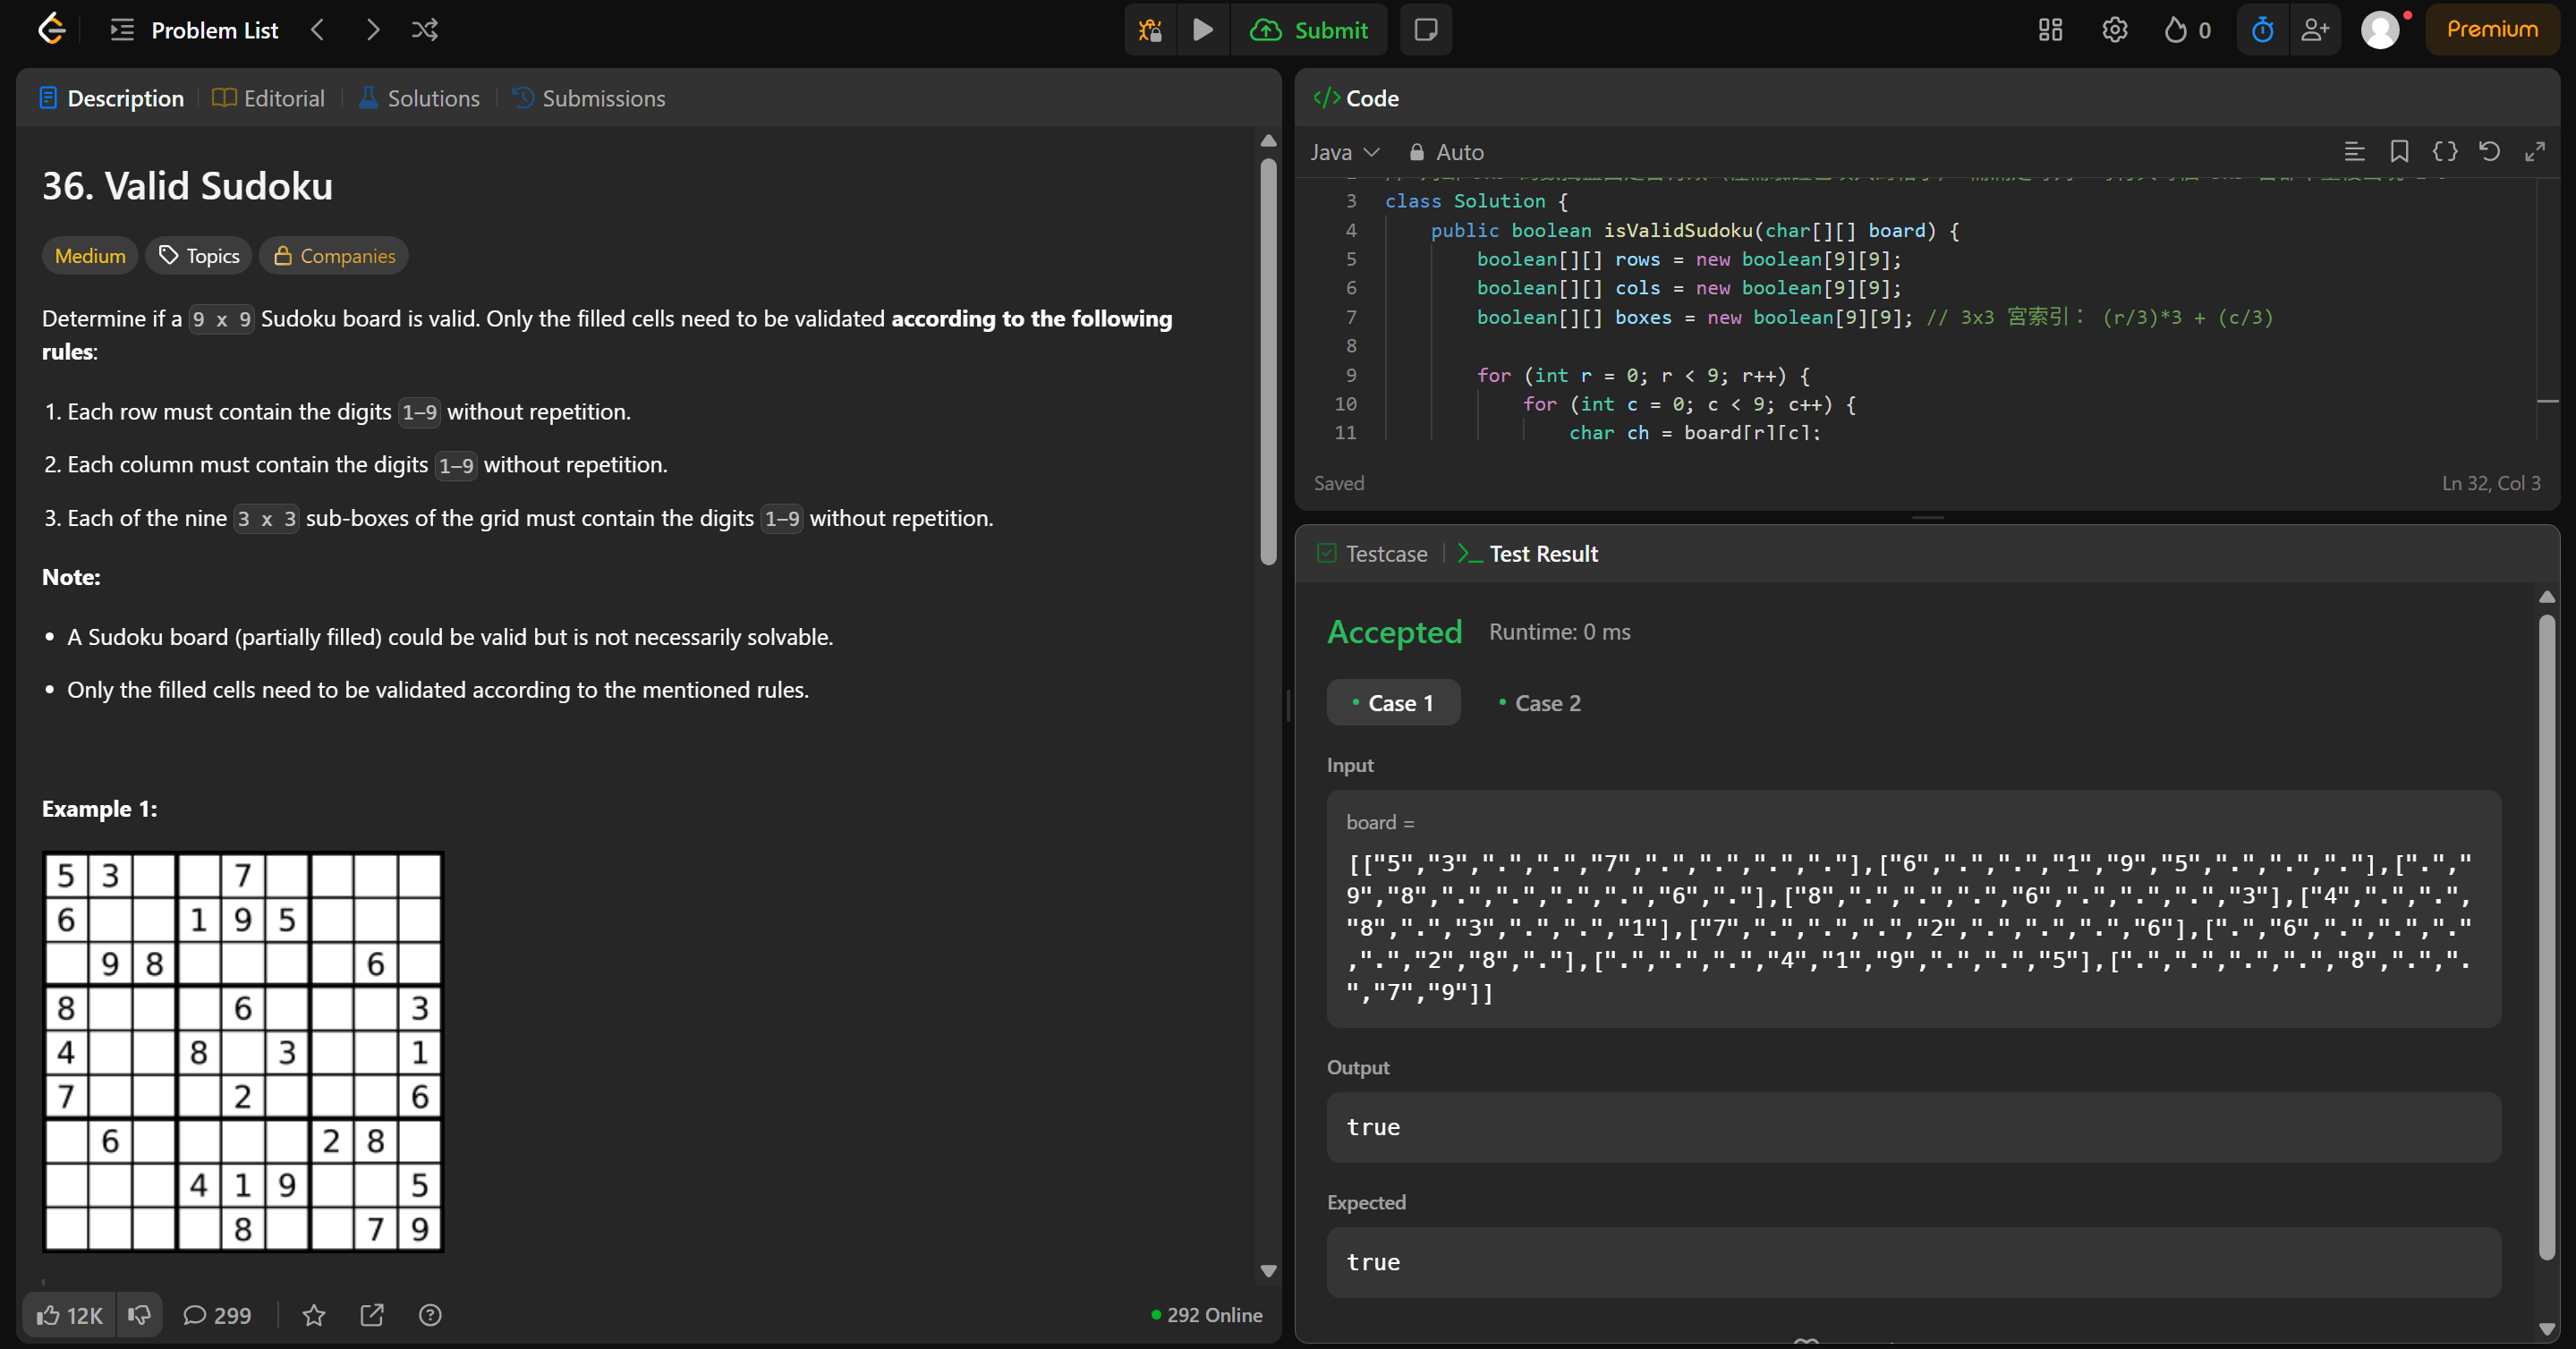 Problem List
Submit
0
Premium
Description
Editorial
Solutions
Submissions
36. Valid Sudoku
Medium
Topics
Companies
Determine if a 9 x 9 Sudoku board is valid. Only the filled cells need to be validated according to the following
rules:
1. Each row must contain the digits 1-9 without repetition.
2. Each column must contain the digits 1-9 without repetition.
3. Each of the nine 3 x 3 sub-boxes of the grid must contain the digits 1-9 without repetition.
Note:
• A Sudoku board (partially filled) could be valid but is not necessarily solvable.
• Only the filled cells need to be validated according to the mentioned rules.
Example 1:
5 3 7
6 1 9 5
9 8 6
8 6 3
4 8 3 1
7 2 6
6 2 8
4 1 9 5
8 7 9
12K
299
292 Online
</> Code
Java
Auto
3 class Solution {
4 public boolean isValidSudoku(char[][] board) {
5 boolean[][] rows = new boolean[9][9];
6 boolean[][] cols = new boolean[9][9];
7 boolean[][] boxes = new boolean[9][9]; // 3x3 宮索引： (r/3)*3 + (c/3)
8
9 for (int r = 0; r < 9; r++) {
10 for (int c = 0; c < 9; c++) {
11 char ch = board[r][c];
Saved
Ln 32, Col 3
Testcase
>_ Test Result
Accepted
Runtime: 0 ms
• Case 1
• Case 2
Input
board =
[["5","3",".",".","7",".",".",".","."],["6",".",".","1","9","5",".",".","."],[".","
9","8",".",".",".",".","6","."],["8",".",".",".","6",".",".",".","3"],["4",".",".",
"8",".","3",".",".","1"],["7",".",".",".","2",".",".",".","6"],[".","6",".",".","."
,".","2","8","."],[".",".",".","4","1","9",".",".","5"],[".",".",".",".","8",".",".
","7","9"]]
Output
true
Expected
true